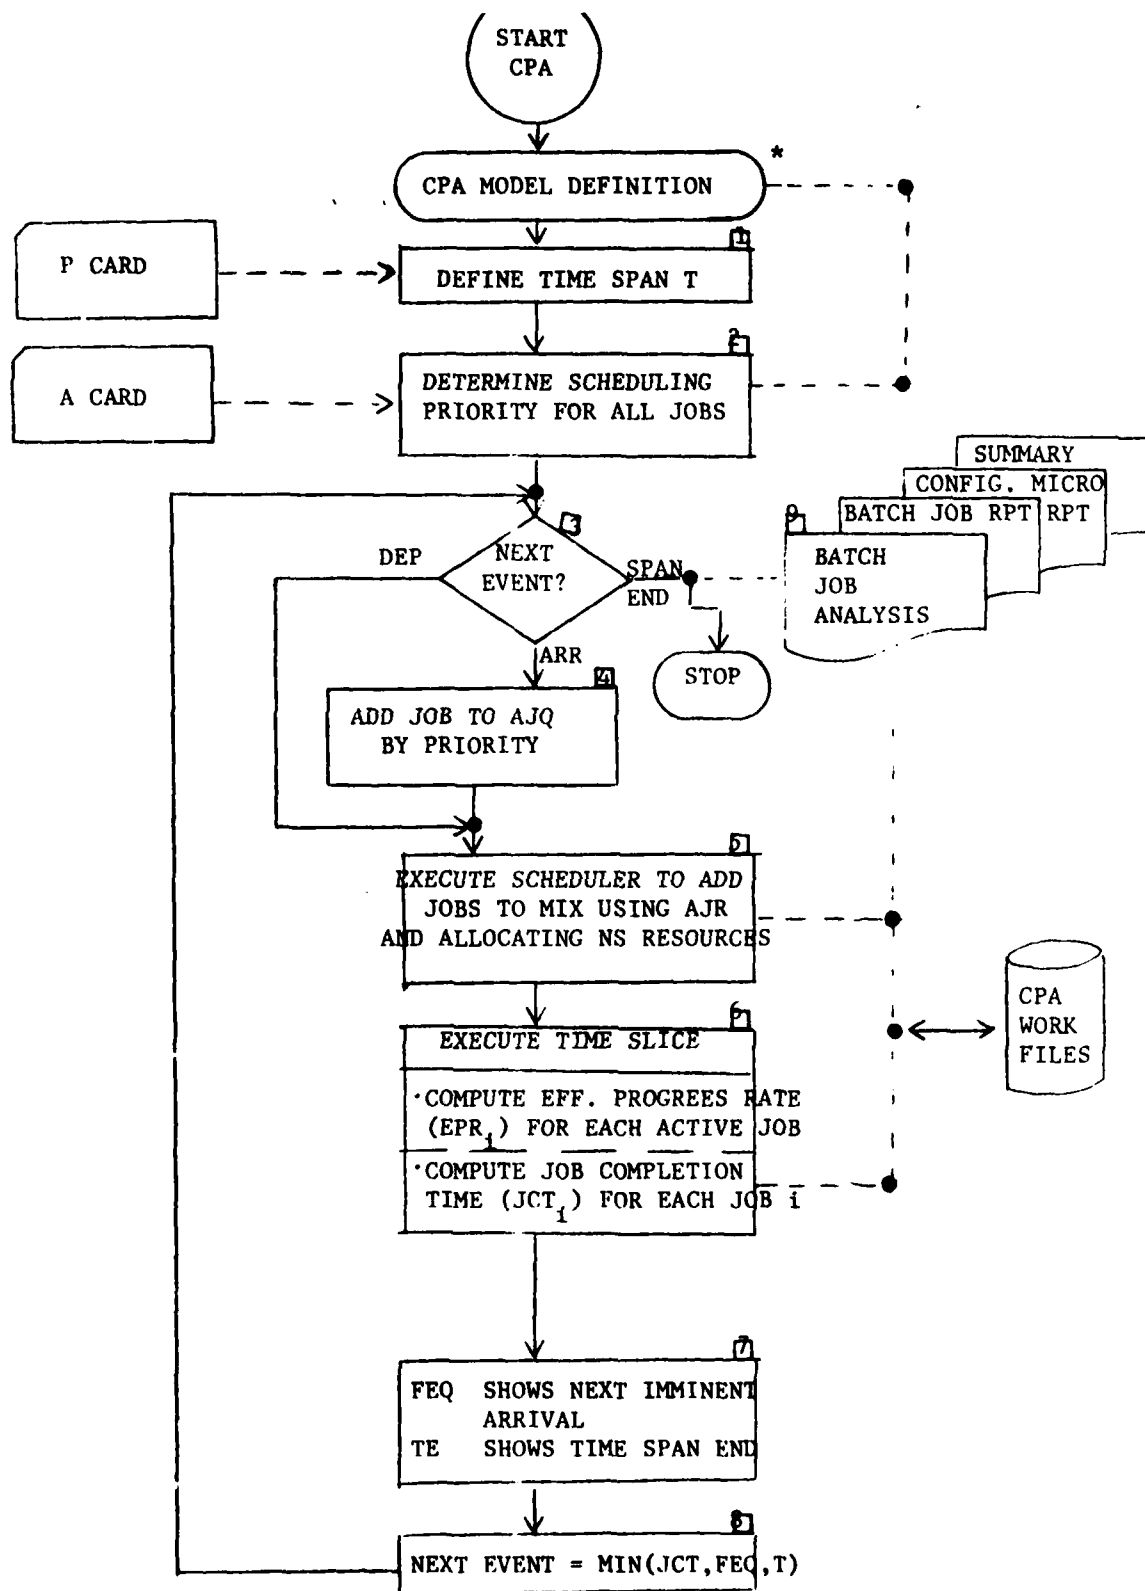 START
CPA
*
CPA MODEL DEFINITION
1
P CARD
DEFINE TIME SPAN T
2
A CARD
DETERMINE SCHEDULING
PRIORITY FOR ALL JOBS
SUMMARY
CONFIG. MICRO
BATCH JOB RPT RPT
3
9
DEP
NEXT
EVENT?
SPAN
END
BATCH
JOB
ANALYSIS
ARR
STOP
4
ADD JOB TO AJQ
BY PRIORITY
5
EXECUTE SCHEDULER TO ADD
JOBS TO MIX USING AJR
AND ALLOCATING NS RESOURCES
CPA
WORK
FILES
6
EXECUTE TIME SLICE
·COMPUTE EFF. PROGREES RATE
(EPRi) FOR EACH ACTIVE JOB
·COMPUTE JOB COMPLETION
TIME (JCTi) FOR EACH JOB i
7
FEQ SHOWS NEXT IMMINENT
ARRIVAL
TE SHOWS TIME SPAN END
8
NEXT EVENT = MIN(JCT,FEQ,T)